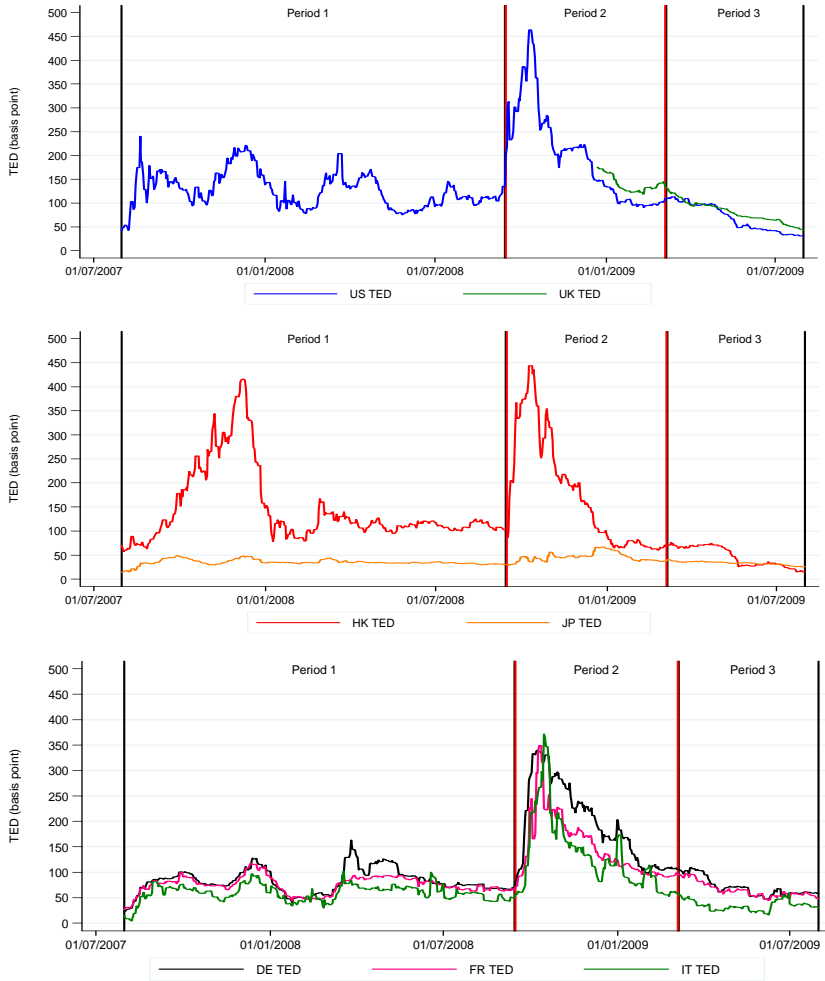 Period 1 Period 2 Period 3
TED (basis point)
500
450
400
350
300
250
200
150
100
50
0
01/07/2007 01/01/2008 01/07/2008 01/01/2009 01/07/2009
US TED UK TED
Period 1 Period 2 Period 3
TED (basis point)
500
450
400
350
300
250
200
150
100
50
0
01/07/2007 01/01/2008 01/07/2008 01/01/2009 01/07/2009
HK TED JP TED
Period 1 Period 2 Period 3
TED (basis point)
500
450
400
350
300
250
200
150
100
50
0
01/07/2007 01/01/2008 01/07/2008 01/01/2009 01/07/2009
DE TED FR TED IT TED